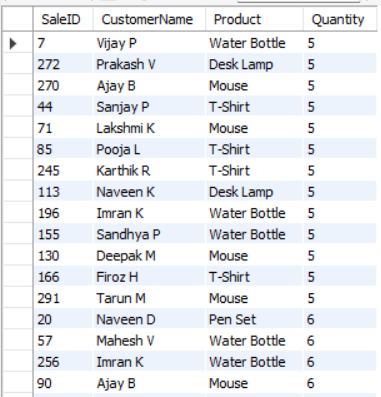 SaleID CustomerName Product Quantity
7 Vijay P Water Bottle 5
272 Prakash V Desk Lamp 5
270 Ajay B Mouse 5
44 Sanjay P T-Shirt 5
71 Lakshmi K Mouse 5
85 Pooja L T-Shirt 5
245 Karthik R T-Shirt 5
113 Naveen K Desk Lamp 5
196 Imran K Water Bottle 5
155 Sandhya P Water Bottle 5
130 Deepak M Mouse 5
166 Firoz H T-Shirt 5
291 Tarun M Mouse 5
20 Naveen D Pen Set 6
57 Mahesh V Water Bottle 6
256 Imran K Water Bottle 6
90 Ajay B Mouse 6